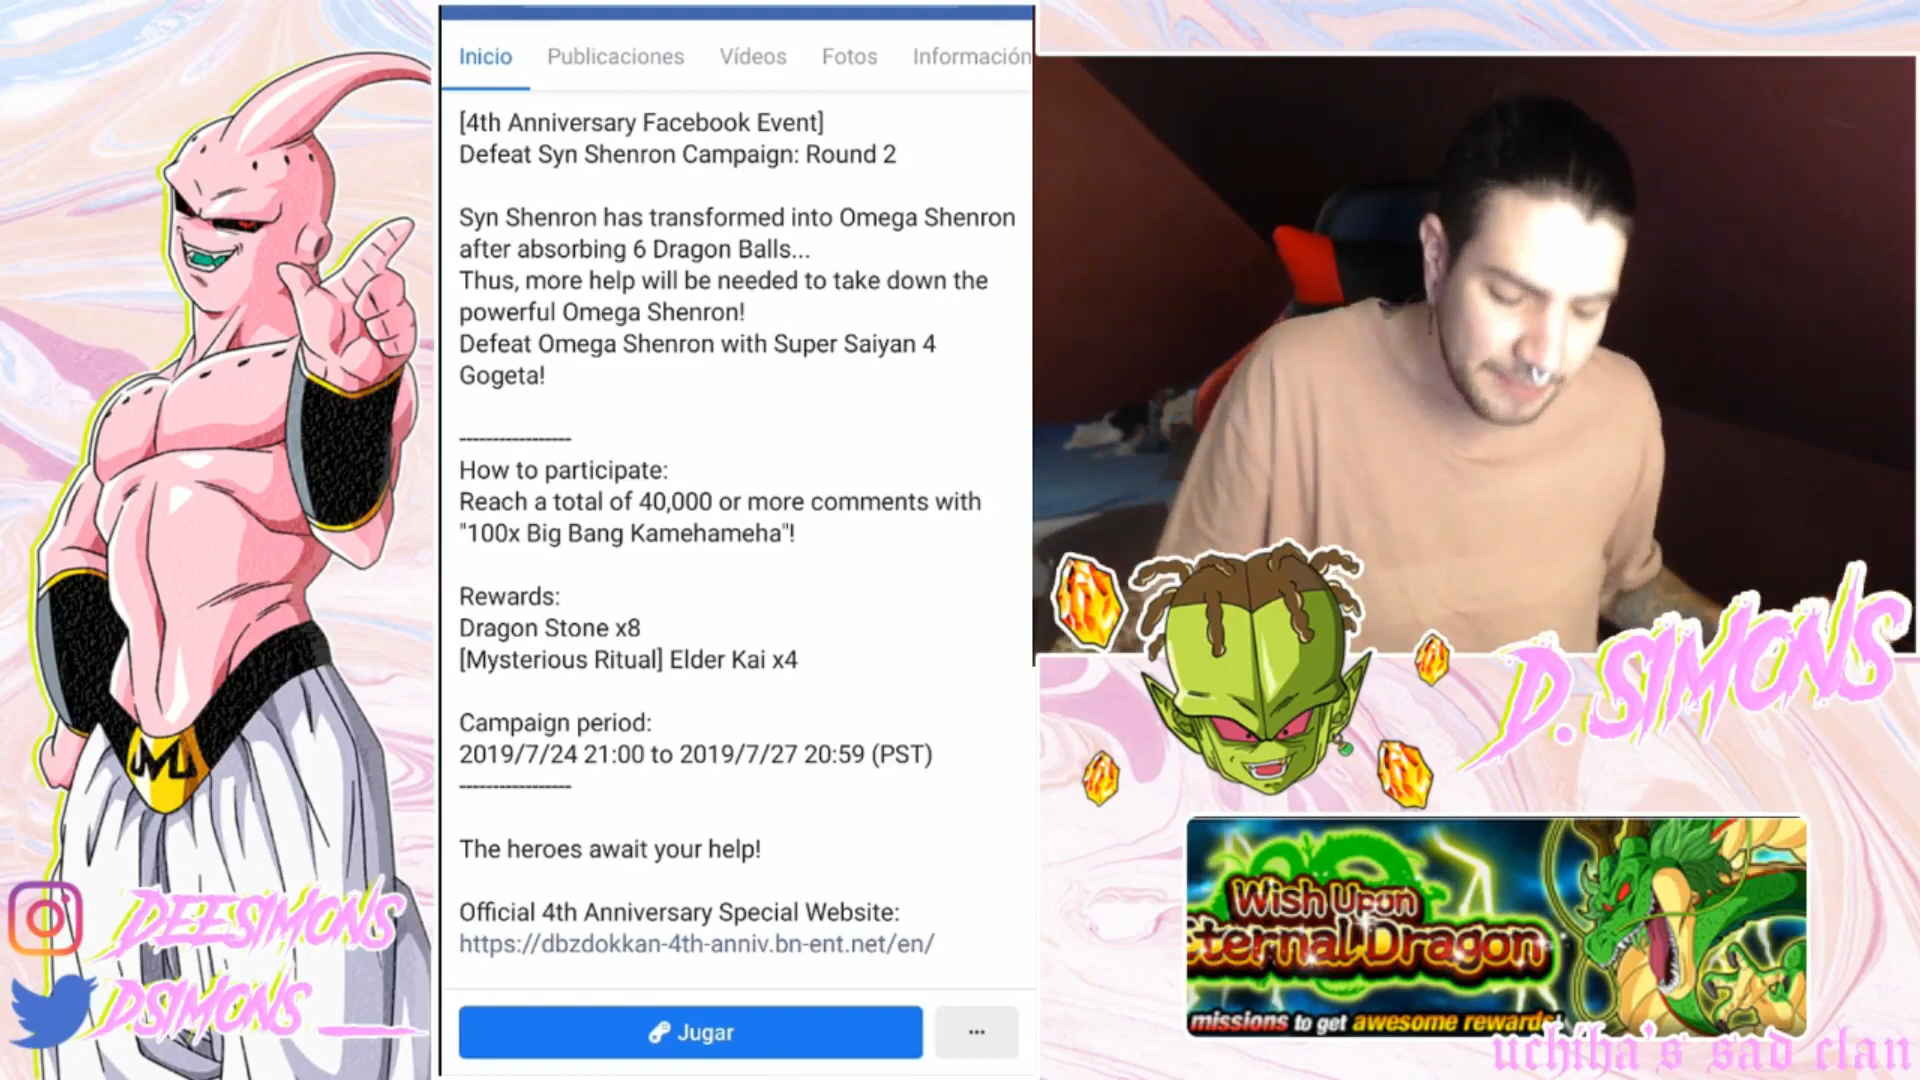 Inicio Publicaciones Vídeos Fotos Información
[4th Anniversary Facebook Event]
Defeat Syn Shenron Campaign: Round 2
Syn Shenron has transformed into Omega Shenron
after absorbing 6 Dragon Balls...
Thus, more help will be needed to take down the
powerful Omega Shenron!
Defeat Omega Shenron with Super Saiyan 4
Gogeta!
----------------
How to participate:
Reach a total of 40,000 or more comments with
"100x Big Bang Kamehameha"!
Rewards:
Dragon Stone x8
[Mysterious Ritual] Elder Kai x4
Campaign period:
2019/7/24 21:00 to 2019/7/27 20:59 (PST)
----------------
The heroes await your help!
Official 4th Anniversary Special Website:
https://dbzdokkan-4th-anniv.bn-ent.net/en/
Jugar
...
M
DEESIMONS
DSIMONS__
D.SIMONS
Wish Upon
Eternal Dragon
missions to get awesome rewards
uchiha's sad clan